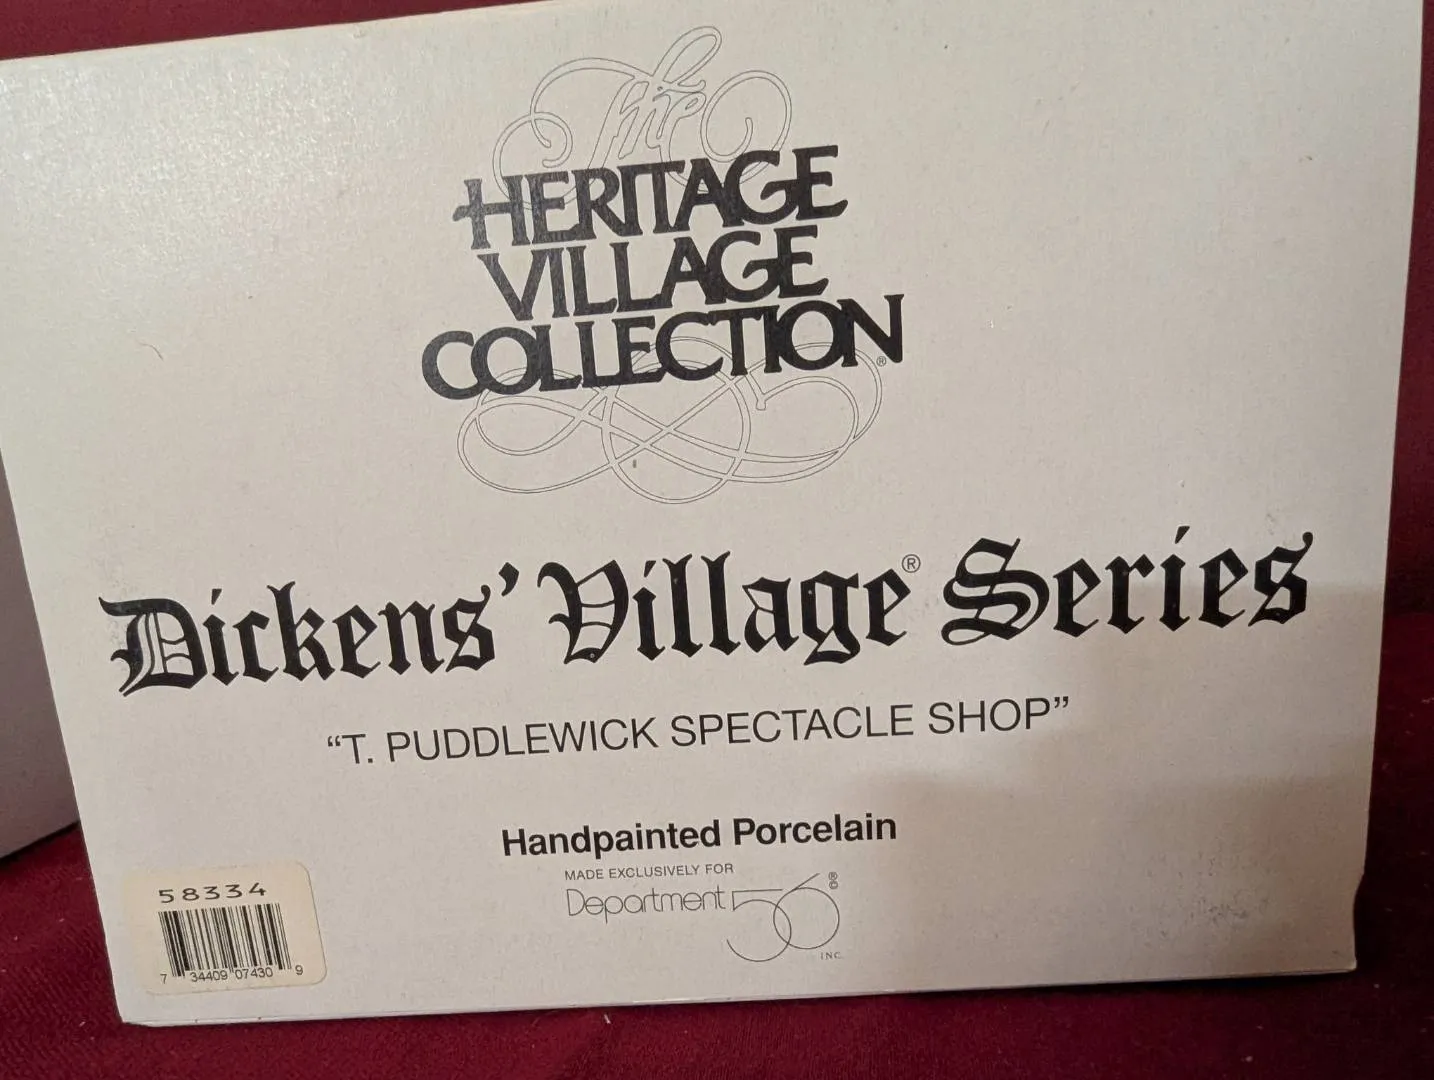 The
HERITAGE
VILLAGE
COLLECTION®
Dickens' Village® Series
“T. PUDDLEWICK SPECTACLE SHOP”
Handpainted Porcelain
MADE EXCLUSIVELY FOR
Department 56 ®©
INC.
58334
7 34409 07430 9